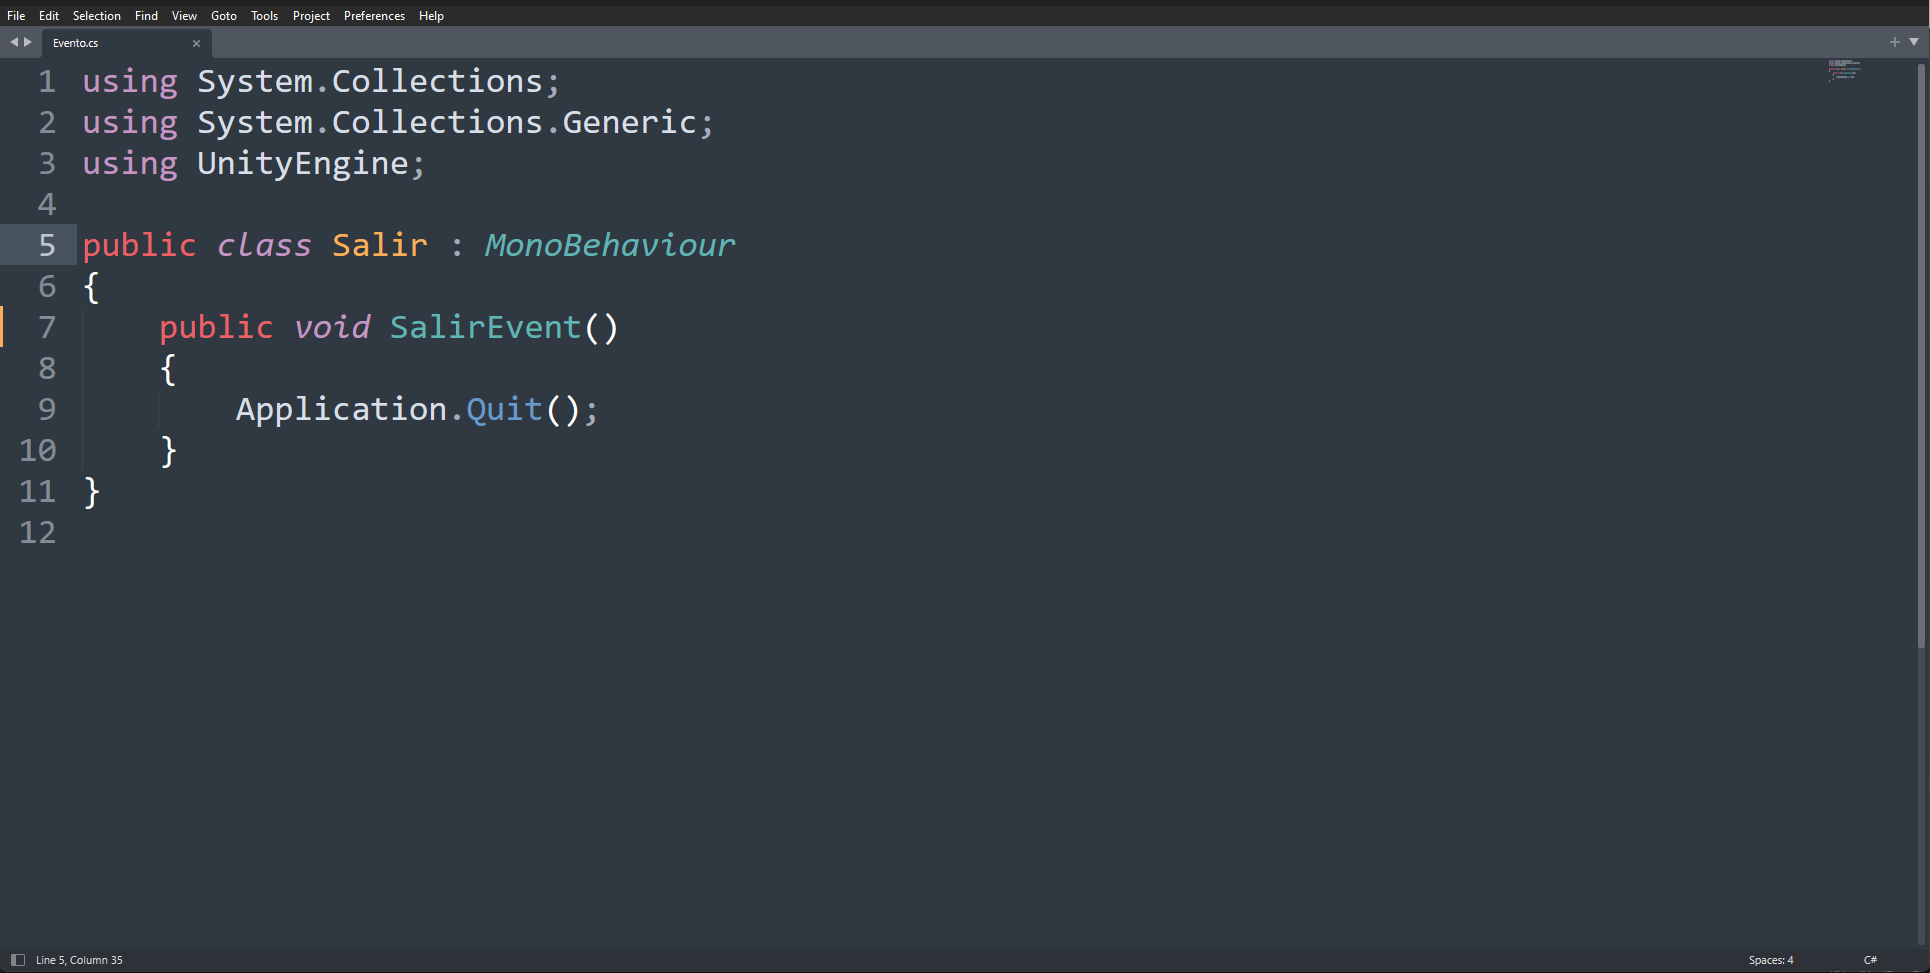 File Edit Selection Find View Goto Tools Project Preferences Help
Evento.cs
1 using System.Collections;
2 using System.Collections.Generic;
3 using UnityEngine;
4
5 public class Salir : MonoBehaviour
6 {
7     public void SalirEvent()
8     {
9         Application.Quit();
10     }
11 }
12
Line 5, Column 35 Spaces: 4 C#